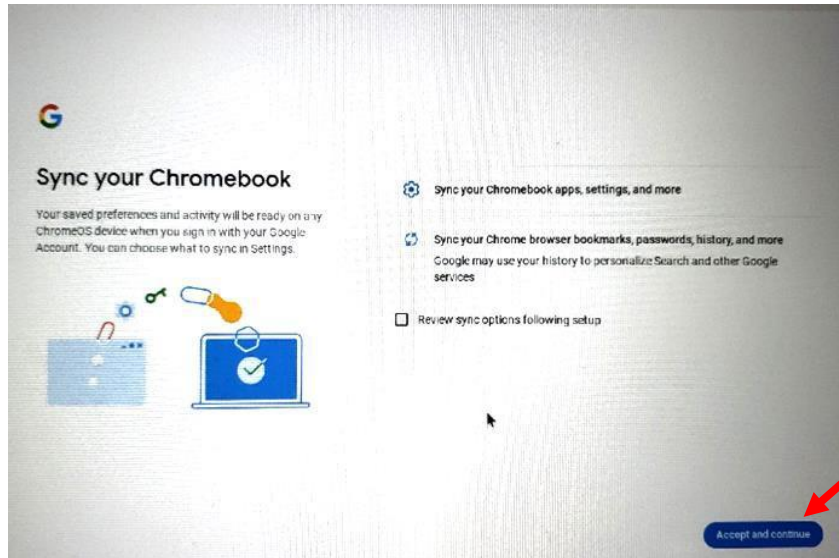 Sync your Chromebook
Your saved preferences and activity will be ready on any
ChromeOS device when you sign in with your Google
Account. You can choose what to sync in Settings.
Sync your Chromebook apps, settings, and more
Sync your Chrome browser bookmarks, passwords, history, and more
Google may use your history to personalize Search and other Google
services
Review sync options following setup
Accept and continue